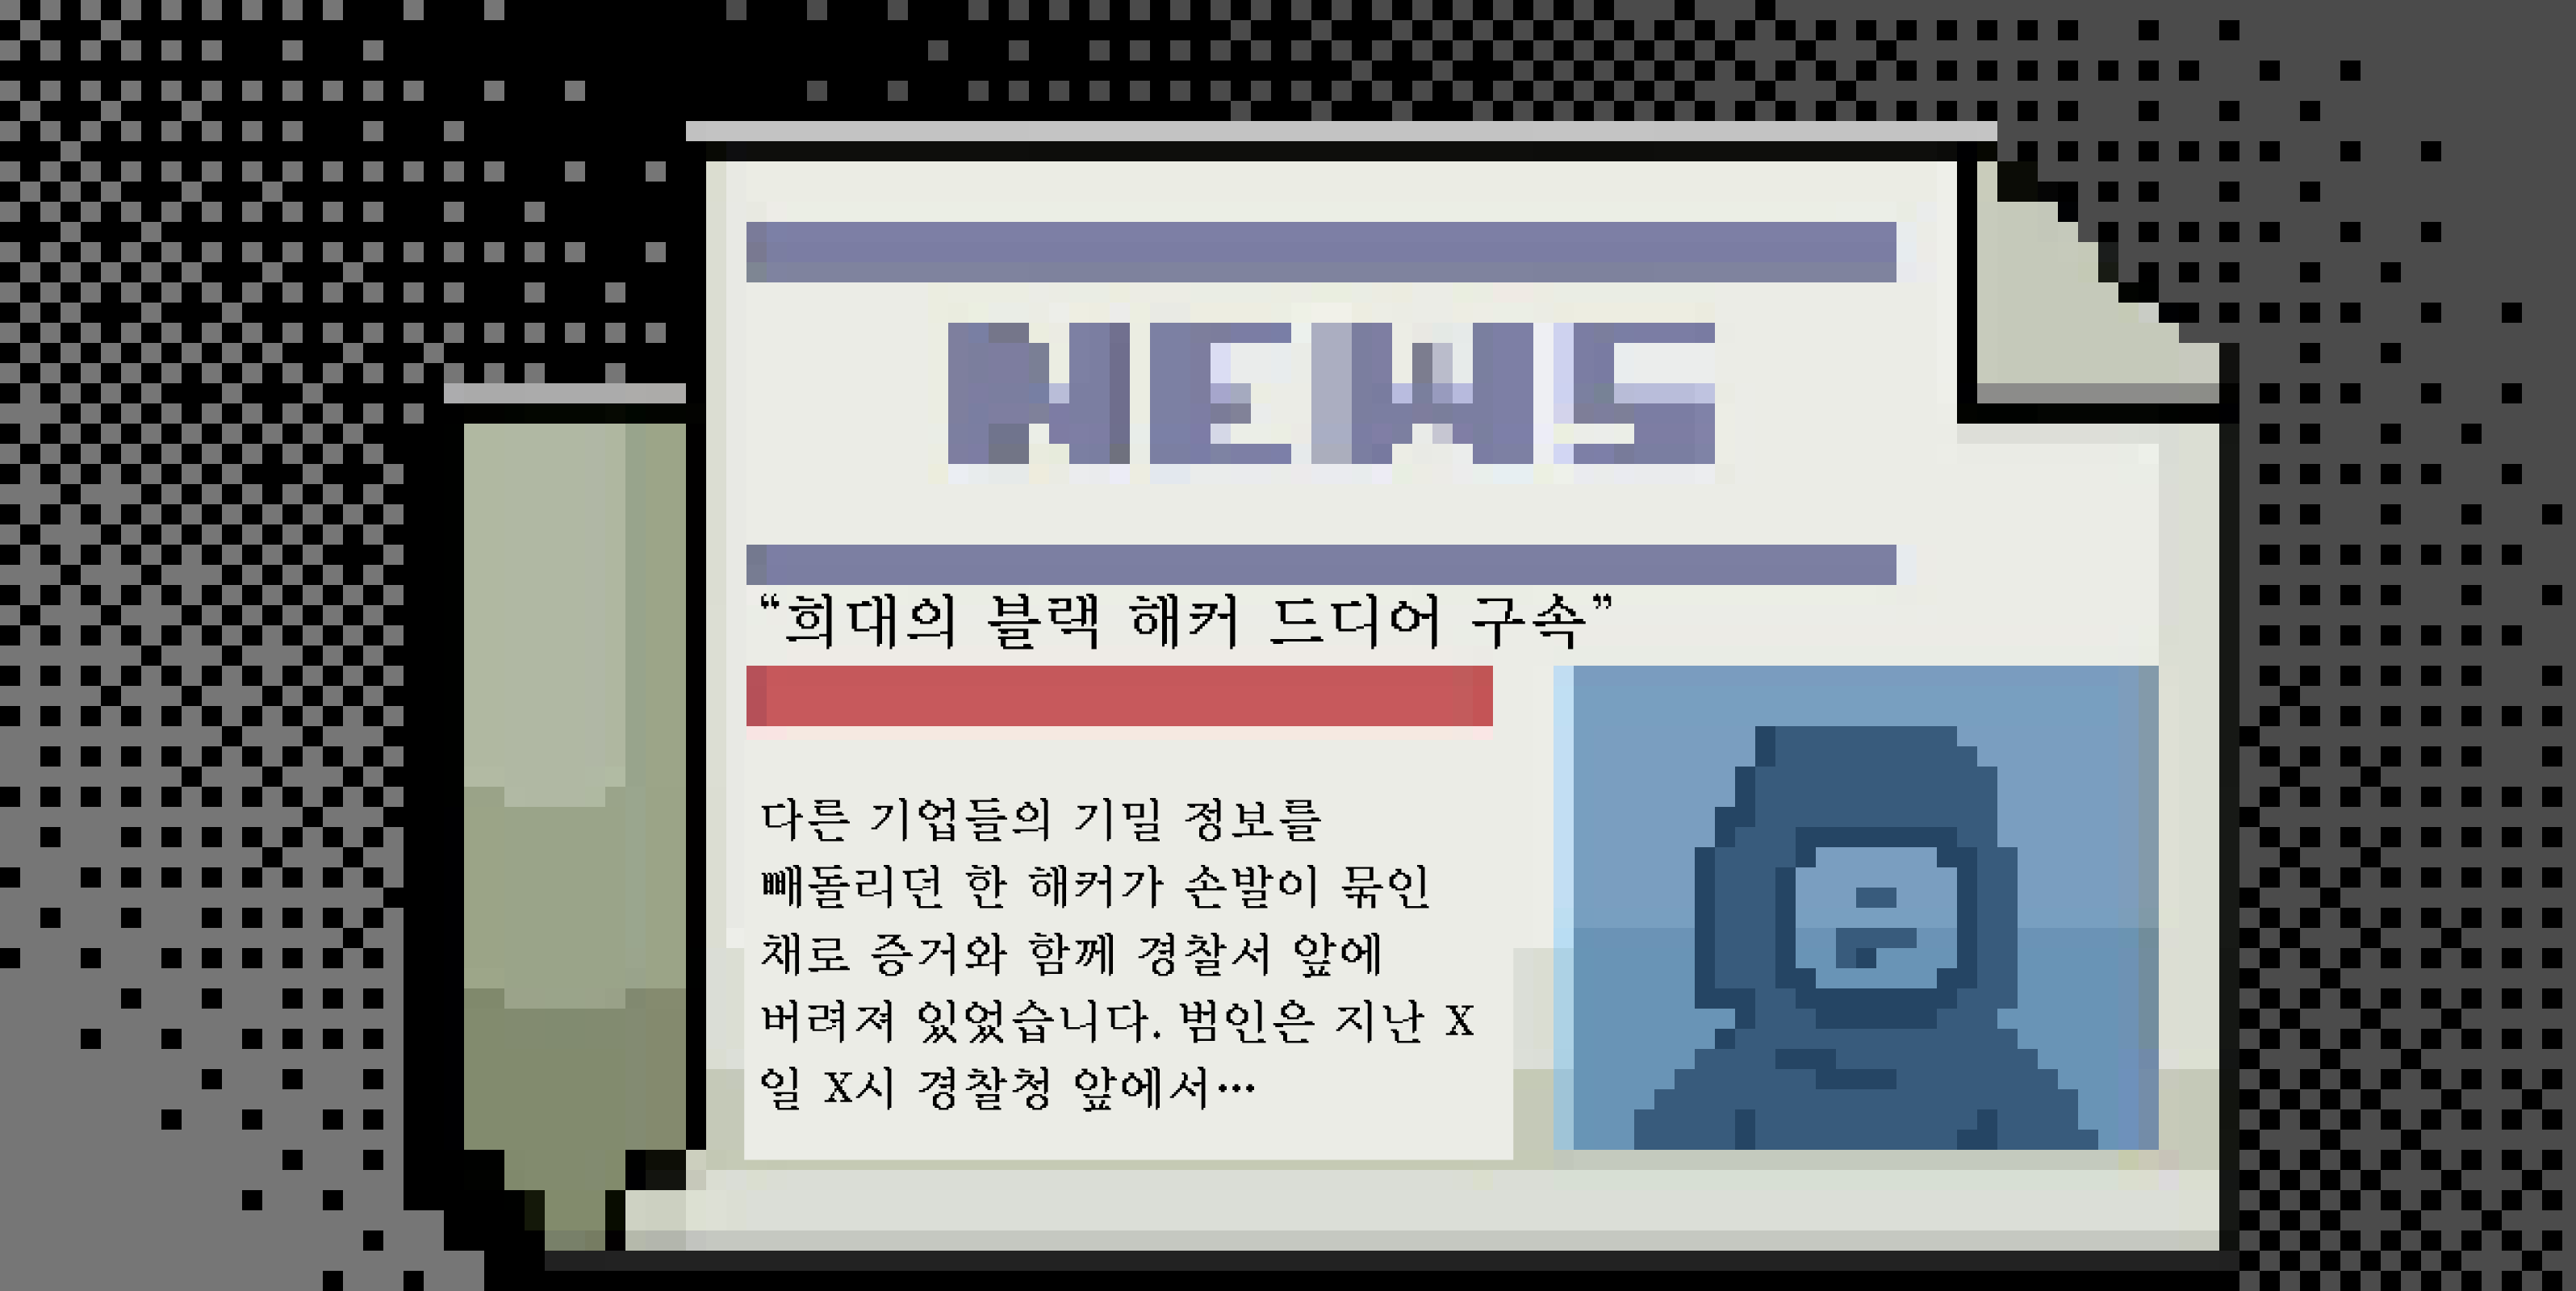 NEWS
“희대의 블랙 해커 드디어 구속”
다른 기업들의 기밀 정보를
빼돌리던 한 해커가 손발이 묶인
채로 증거와 함께 경찰서 앞에
버려져 있었습니다. 범인은 지난 X
일 X시 경찰청 앞에서…